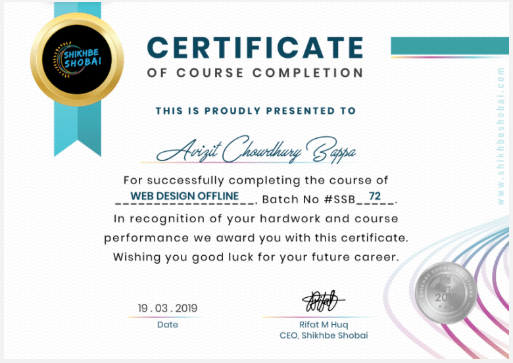 SHIKHBE
SHOBAI
CERTIFICATE
OF COURSE COMPLETION
THIS IS PROUDLY PRESENTED TO
Avizit Chowdhury Bappa
For successfully completing the course of
WEB DESIGN OFFLINE, Batch No #SSB 72.
In recognition of your hardwork and course
performance we award you with this certificate.
Wishing you good luck for your future career.
19.03.2019
Date
Rifat M Huq
CEO, Shikhbe Shobai
www.shikhbeshobai.com